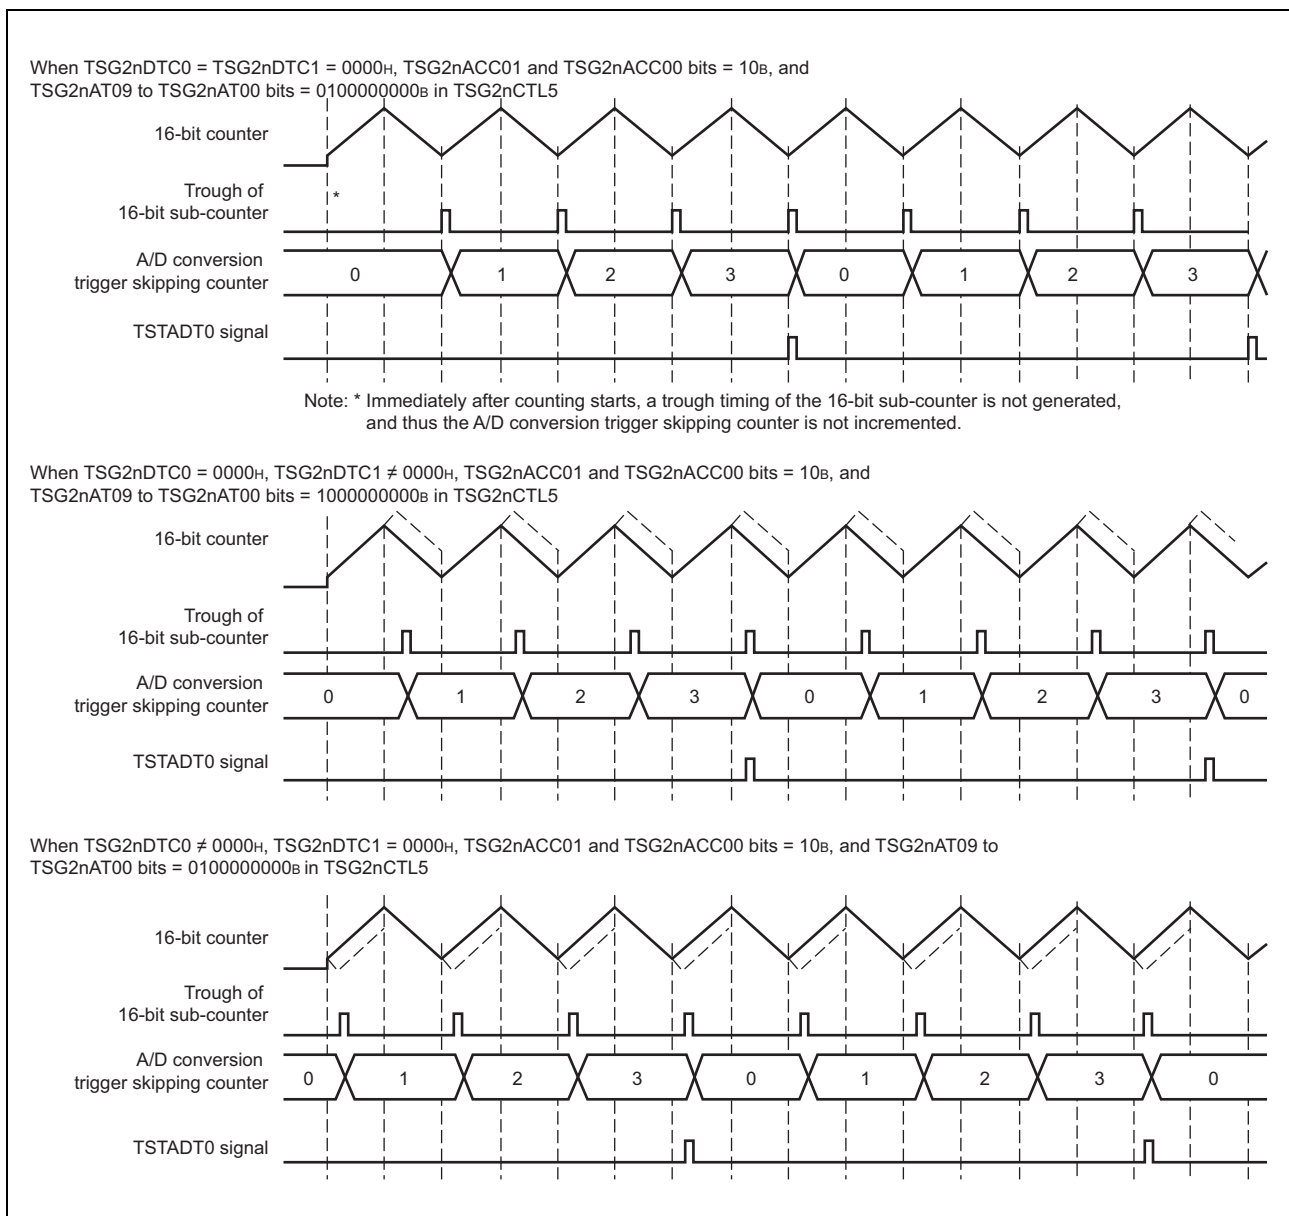 When TSG2nDTC0 = TSG2nDTC1 = 0000H, TSG2nACC01 and TSG2nACC00 bits = 10B, and
TSG2nAT09 to TSG2nAT00 bits = 0100000000B in TSG2nCTL5
16-bit counter
Trough of
16-bit sub-counter
*
A/D conversion
trigger skipping counter
0 1 2 3 0 1 2 3
TSTADT0 signal
Note: * Immediately after counting starts, a trough timing of the 16-bit sub-counter is not generated,
and thus the A/D conversion trigger skipping counter is not incremented.
When TSG2nDTC0 = 0000H, TSG2nDTC1 ≠ 0000H, TSG2nACC01 and TSG2nACC00 bits = 10B, and
TSG2nAT09 to TSG2nAT00 bits = 1000000000B in TSG2nCTL5
16-bit counter
Trough of
16-bit sub-counter
A/D conversion
trigger skipping counter
0 1 2 3 0 1 2 3 0
TSTADT0 signal
When TSG2nDTC0 ≠ 0000H, TSG2nDTC1 = 0000H, TSG2nACC01 and TSG2nACC00 bits = 10B, and TSG2nAT09 to
TSG2nAT00 bits = 0100000000B in TSG2nCTL5
16-bit counter
Trough of
16-bit sub-counter
A/D conversion
trigger skipping counter
0 1 2 3 0 1 2 3 0
TSTADT0 signal